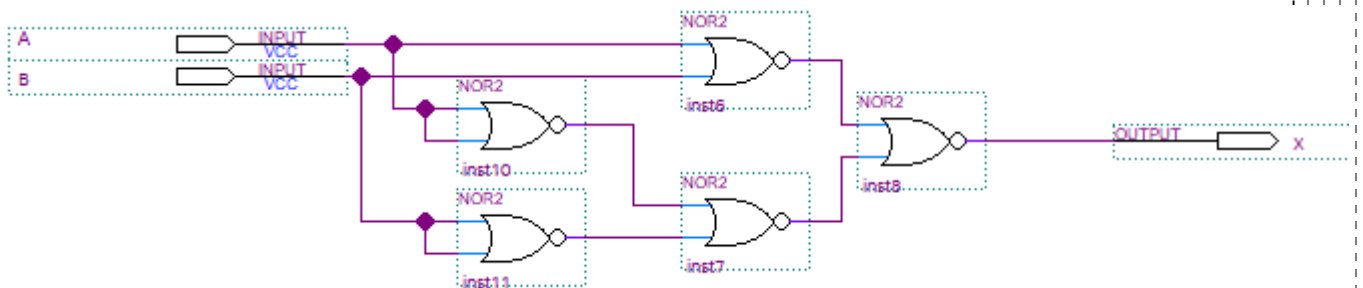 A
INPUT
VCC
B
INPUT
VCC
NOR2
inst6
NOR2
inst10
NOR2
inst8
OUTPUT
X
NOR2
inst7
NOR2
inst11